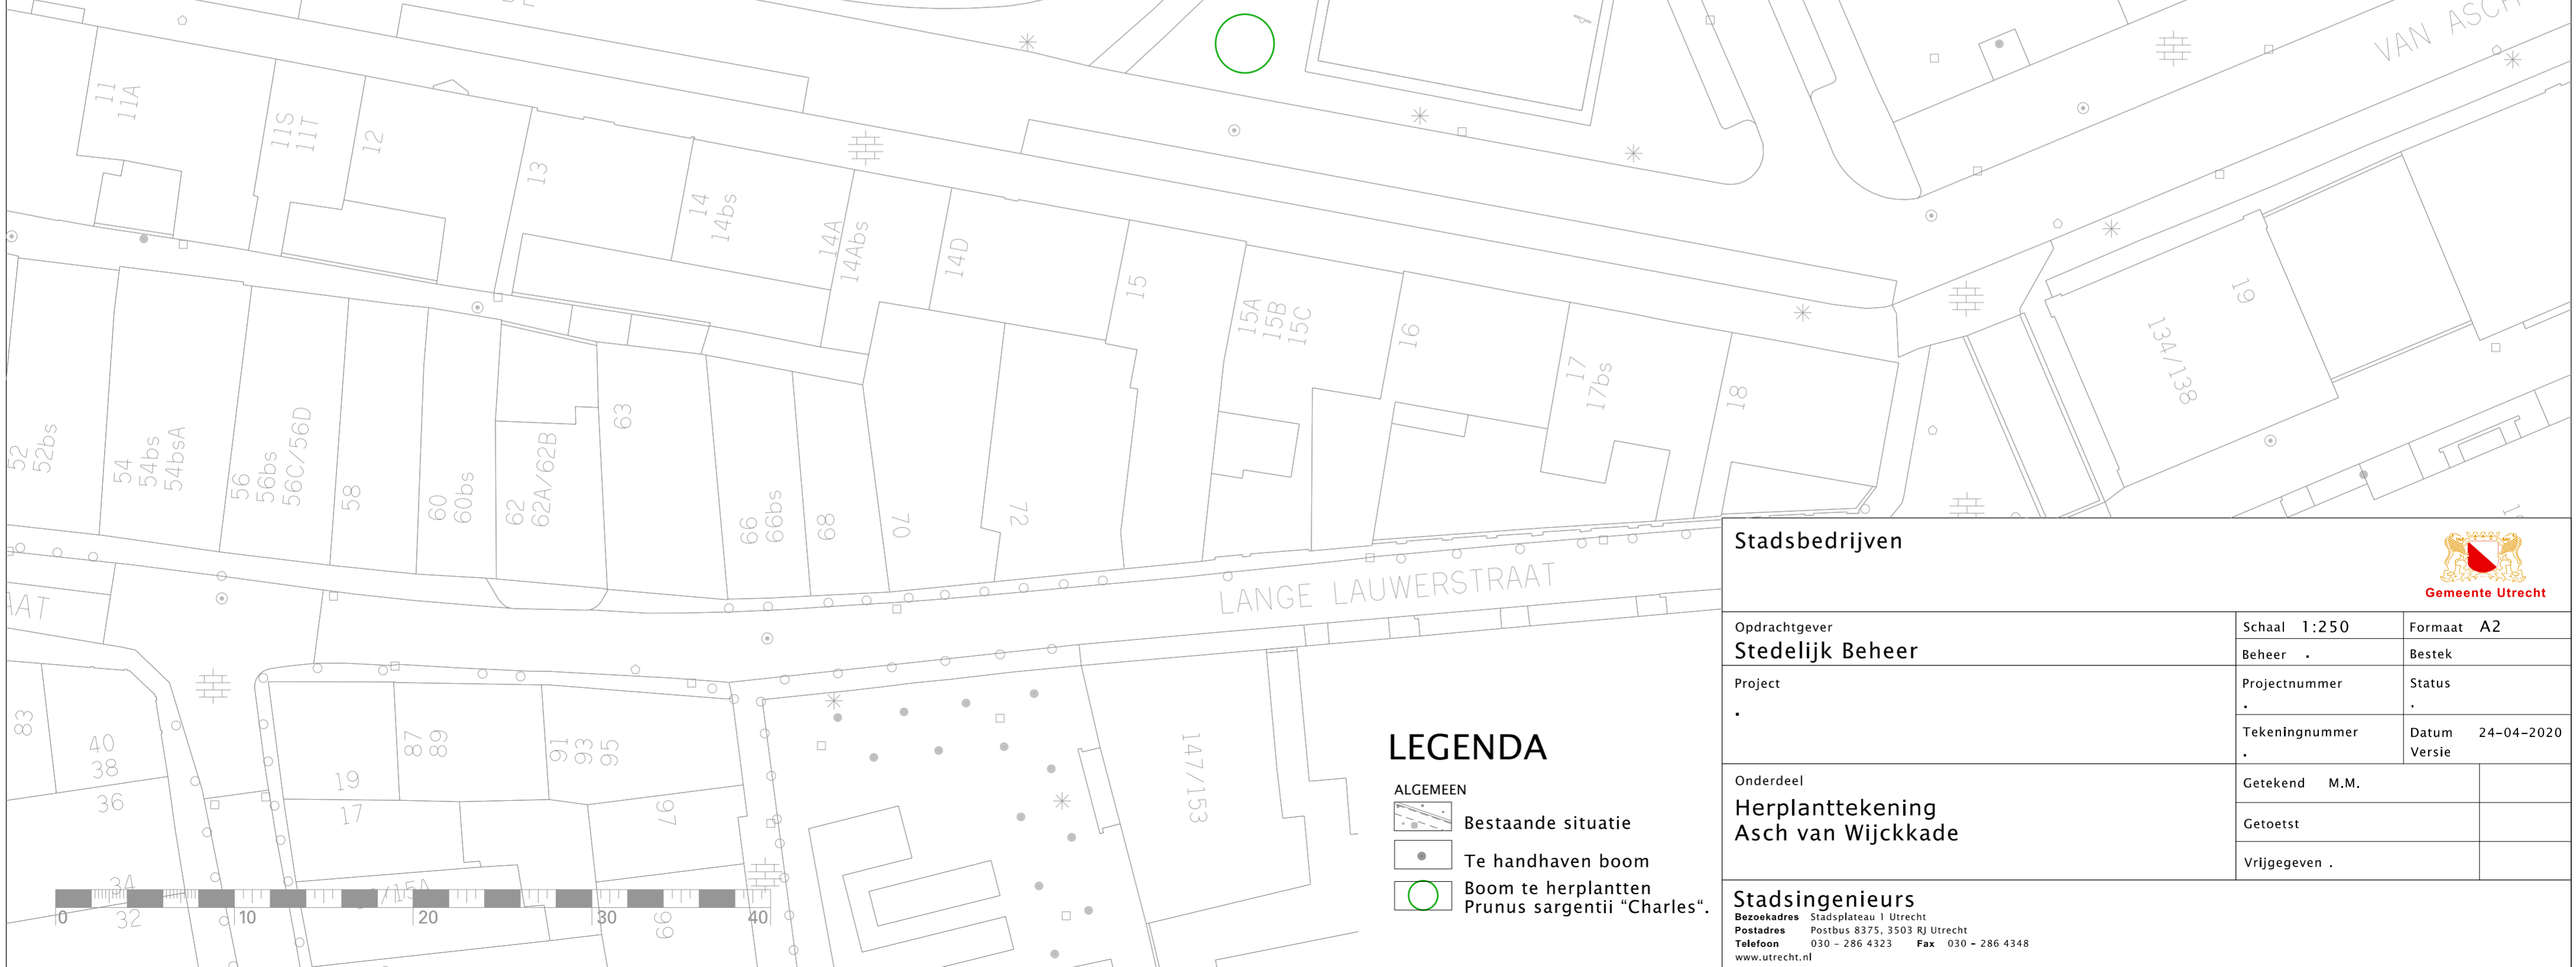 VAN ASCH
11
11A
11S
11T
12
13
14
14bs
14A
14Abs
14D
15
15A
15B
15C
16
17
17bs
18
19
134/138
52
52bs
54
54bs
54bsA
56
56bs
56C/56D
58
60
60bs
62
62A/62B
63
66
66bs
68
70
72
LANGE LAUWERSTRAAT
AAT
83
40
38
36
34
32
19
17
/15A
87
89
91
93
95
97
99
147/153
0 10 20 30 40
LEGENDA
ALGEMEEN
Bestaande situatie
Te handhaven boom
Boom te herplantten
Prunus sargentii “Charles“.
Stadsbedrijven
Gemeente Utrecht
Opdrachtgever
Stedelijk Beheer
Schaal 1:250
Formaat A2
Beheer .
Bestek
Project
.
Projectnummer
.
Status
.
Tekeningnummer
.
Datum 24-04-2020
Versie
Onderdeel
Herplanttekening
Asch van Wijckkade
Getekend M.M.
Getoetst
Vrijgegeven .
Stadsingenieurs
Bezoekadres Stadsplateau 1 Utrecht
Postadres Postbus 8375, 3503 RJ Utrecht
Telefoon 030 - 286 4323 Fax 030 - 286 4348
www.utrecht.nl